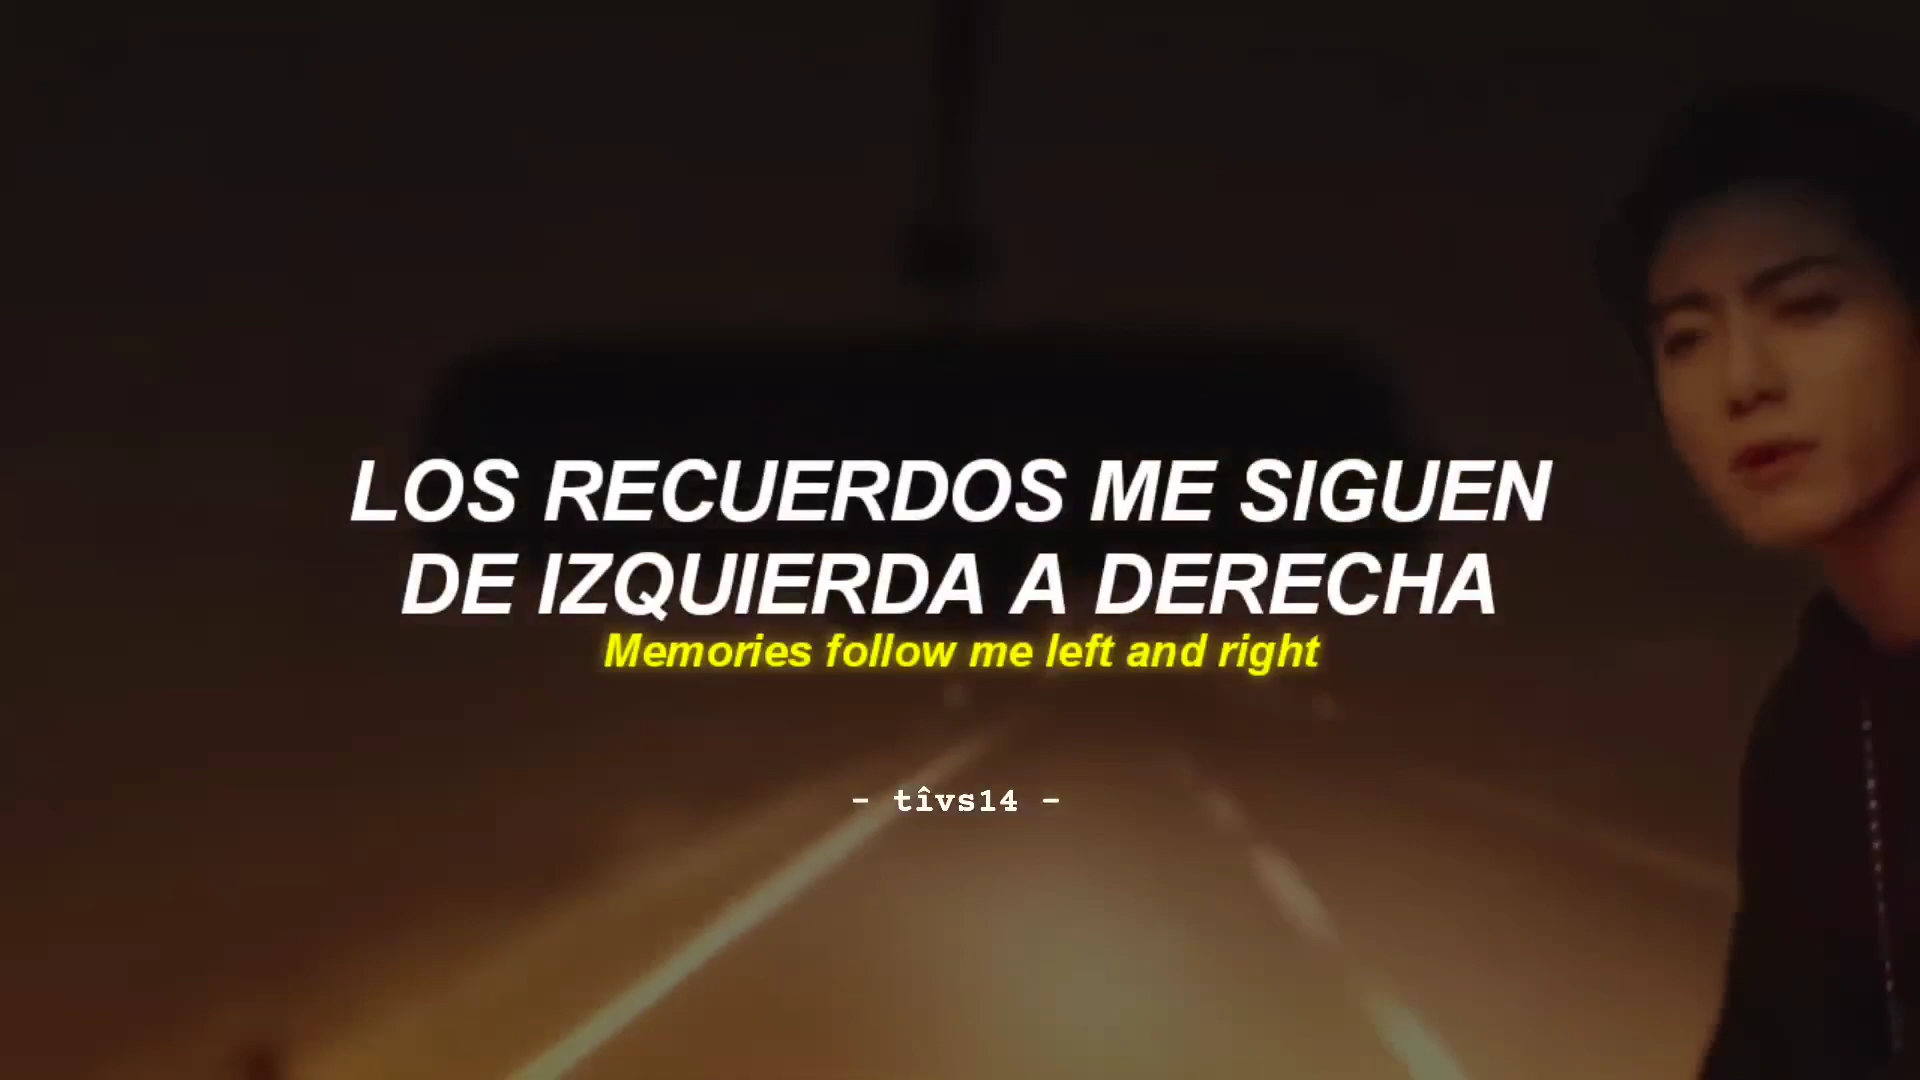 LOS RECUERDOS ME SIGUEN
DE IZQUIERDA A DERECHA
Memories follow me left and right
- tîvs14 -